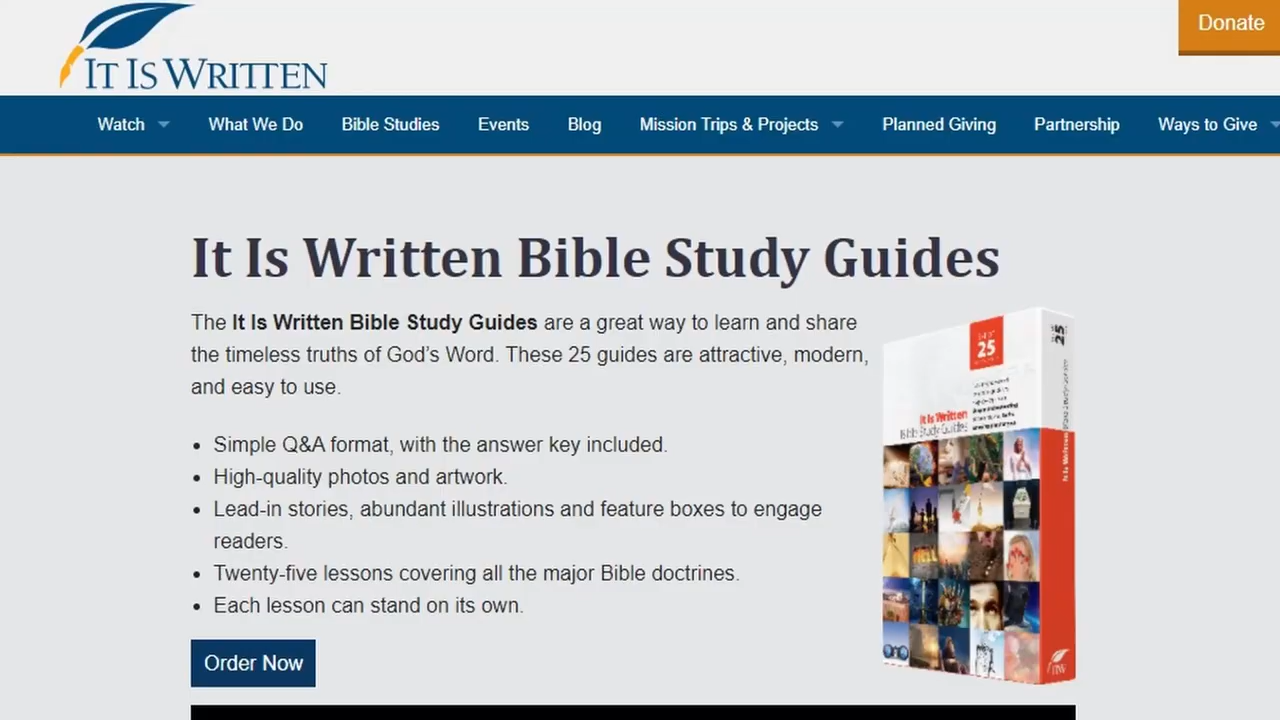 Donate
IT IS WRITTEN
Watch What We Do Bible Studies Events Blog Mission Trips & Projects Planned Giving Partnership Ways to Give
It Is Written Bible Study Guides
The It Is Written Bible Study Guides are a great way to learn and share
the timeless truths of God’s Word. These 25 guides are attractive, modern,
and easy to use.
Simple Q&A format, with the answer key included.
High-quality photos and artwork.
Lead-in stories, abundant illustrations and feature boxes to engage
readers.
Twenty-five lessons covering all the major Bible doctrines.
Each lesson can stand on its own.
Order Now
25
25
It Is Written
Bible Study Guides